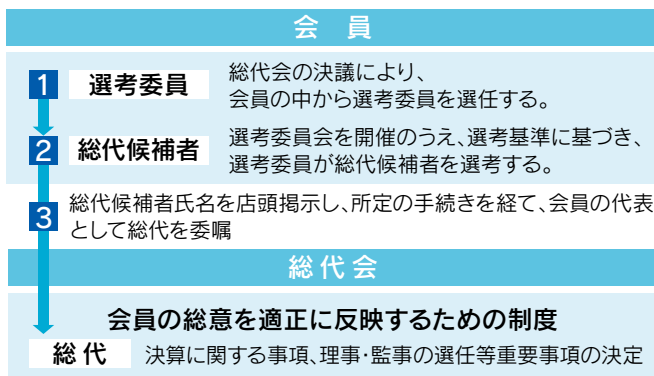 会 員
1 選考委員 総代会の決議により、
会員の中から選考委員を選任する。
2 総代候補者 選考委員会を開催のうえ、選考基準に基づき、
選考委員が総代候補者を選考する。
3 総代候補者氏名を店頭掲示し、所定の手続きを経て、会員の代表
として総代を委嘱
総代会
会員の総意を適正に反映するための制度
総代 決算に関する事項、理事・監事の選任等重要事項の決定